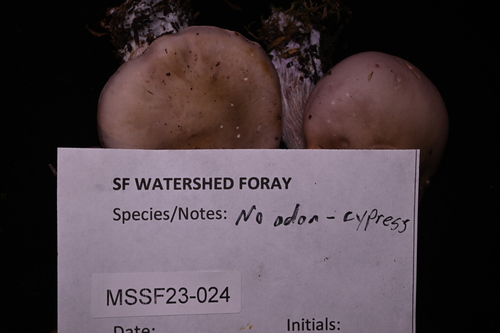 SF WATERSHED FORAY
Species/Notes: No odor - cypress
MSSF23-024
Date: Initials: